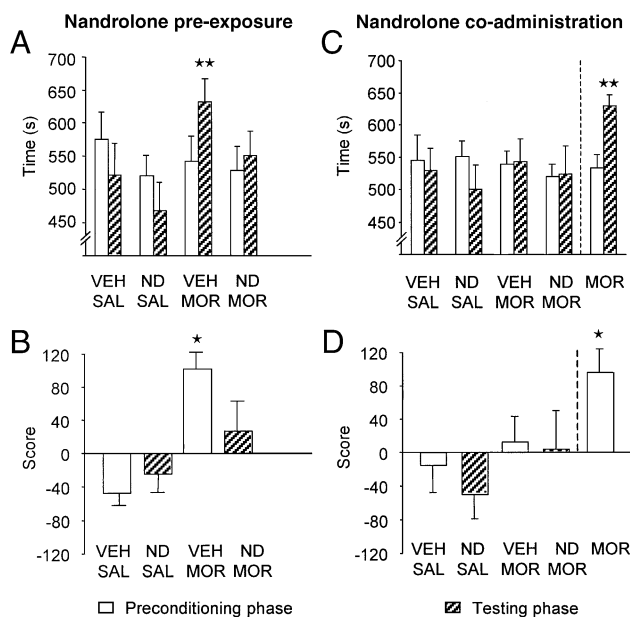 Nandrolone pre-exposure
Nandrolone co-administration
A
★★
700
650
600
550
500
450
Time (s)
VEH ND VEH ND
SAL SAL MOR MOR
C
★★
700
650
600
550
500
450
Time (s)
VEH ND VEH ND MOR
SAL SAL MOR MOR
B
★
120
80
40
0
-40
-80
-120
Score
VEH ND VEH ND
SAL SAL MOR MOR
D
★
120
80
40
0
-40
-80
-120
Score
VEH ND VEH ND MOR
SAL SAL MOR MOR
Preconditioning phase
Testing phase